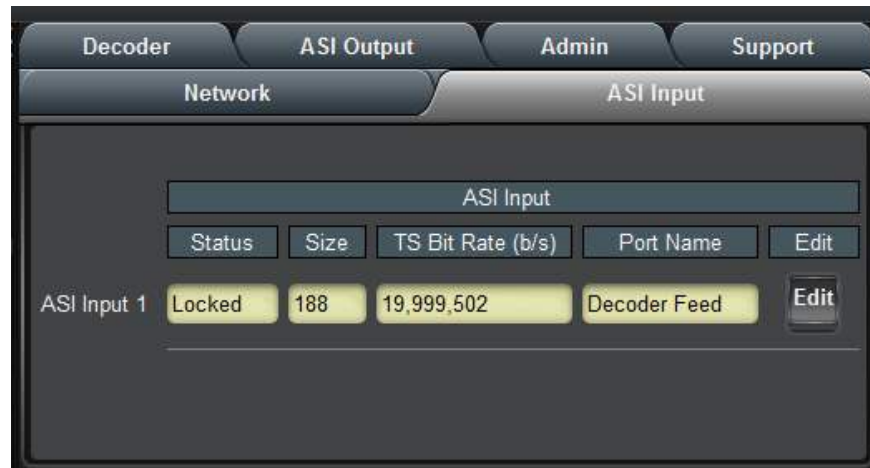 Decoder ASI Output Admin Support
Network ASI Input
ASI Input
Status Size TS Bit Rate (b/s) Port Name Edit
ASI Input 1 Locked 188 19,999,502 Decoder Feed Edit